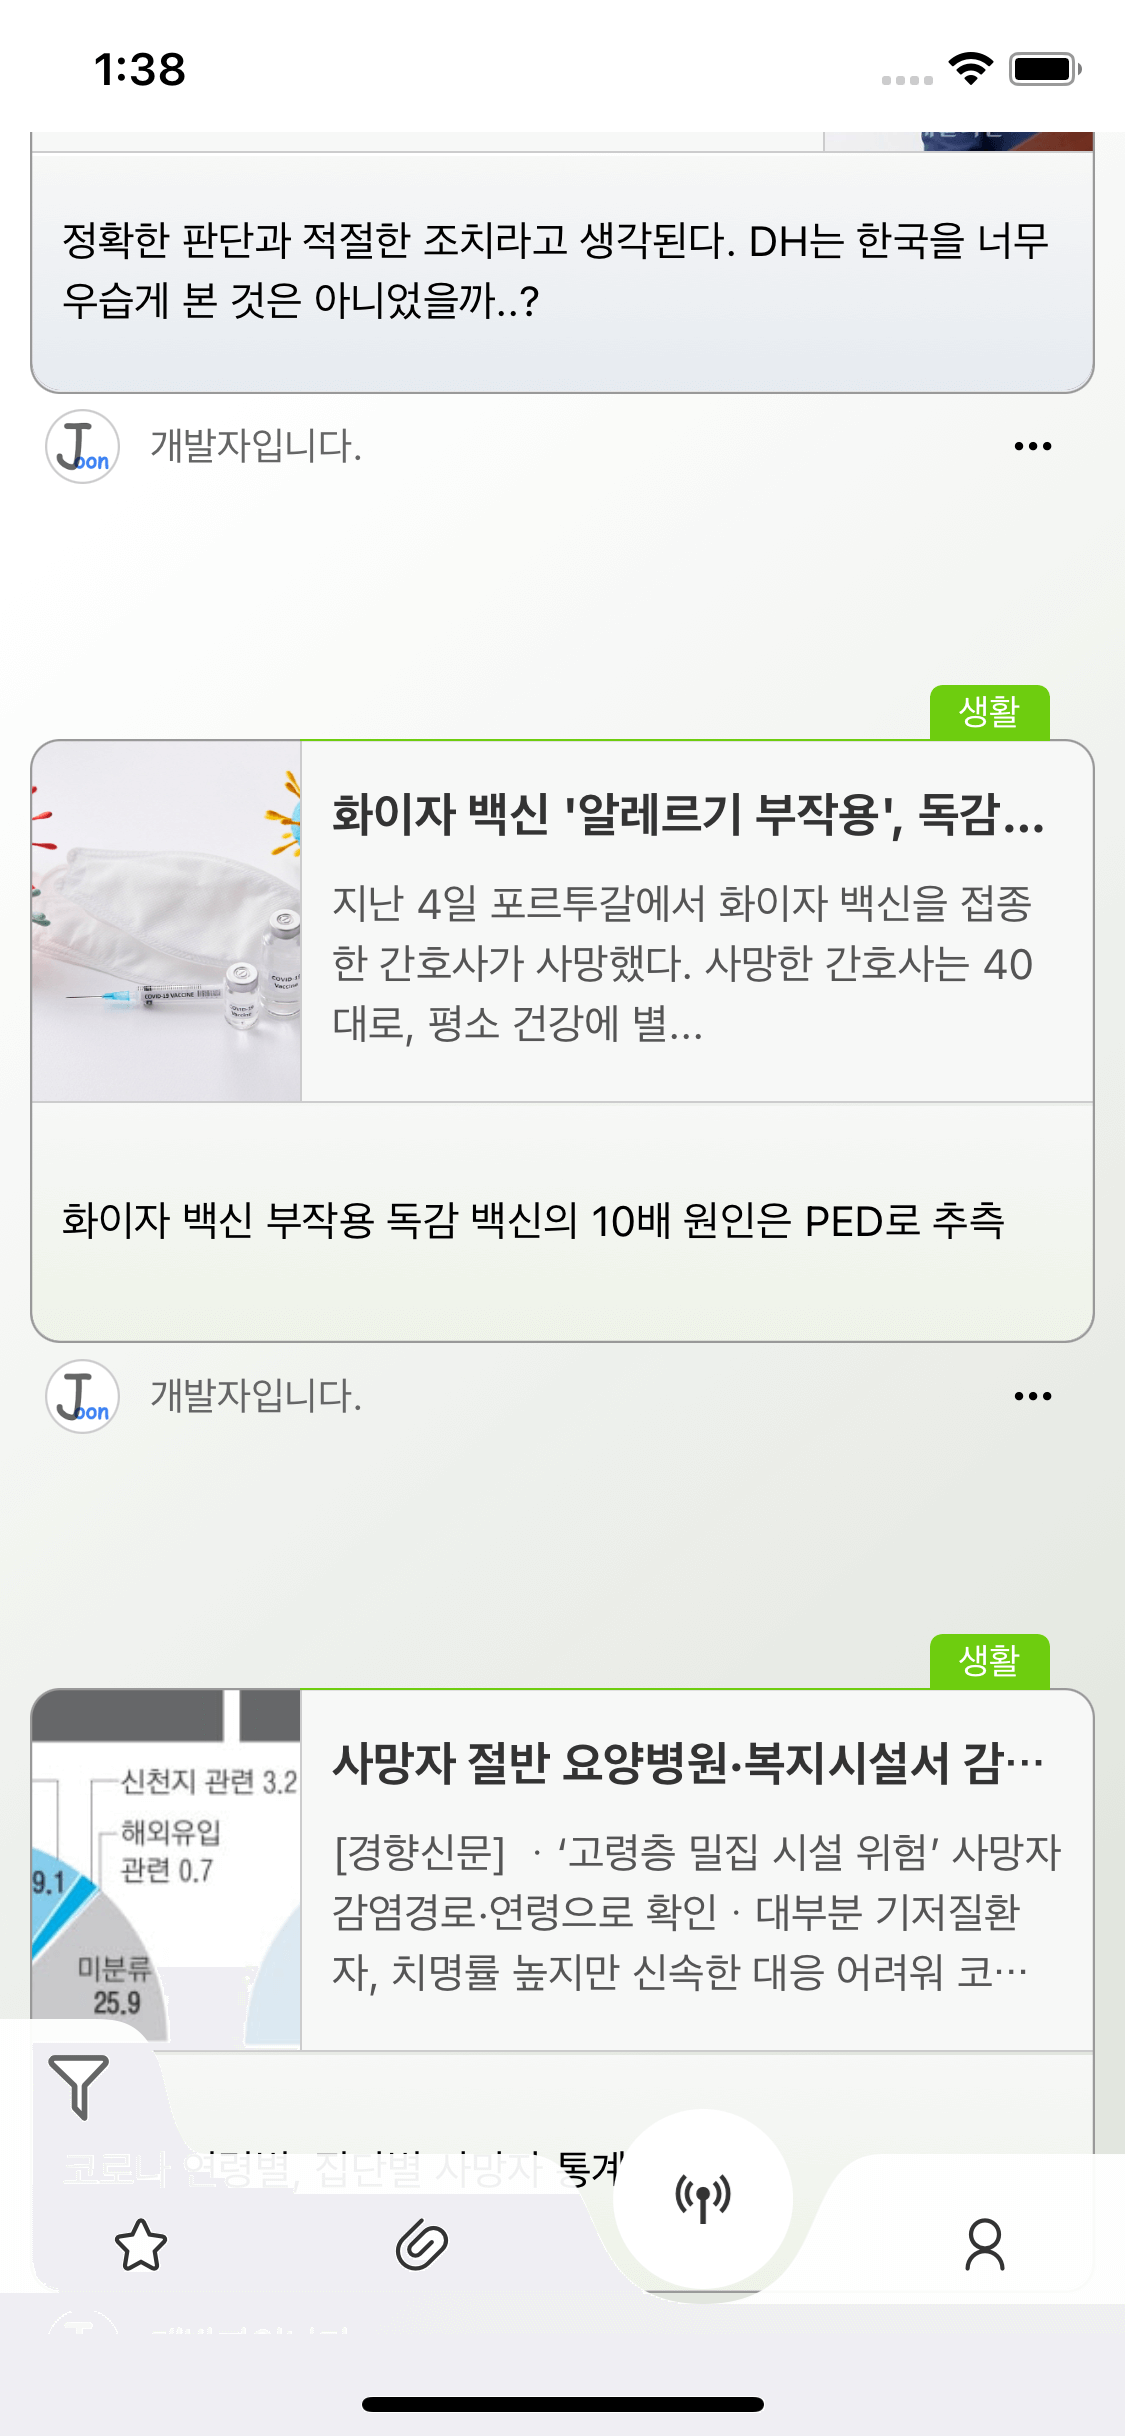 1:38
정확한 판단과 적절한 조치라고 생각된다. DH는 한국을 너무
우습게 본 것은 아니었을까..?
Joon
개발자입니다.
생활
화이자 백신 '알레르기 부작용', 독감...
지난 4일 포르투갈에서 화이자 백신을 접종
한 간호사가 사망했다. 사망한 간호사는 40
대로, 평소 건강에 별...
COVID-19 VACCINE
COVID-19
Vaccine
COVID-19
Vaccine
화이자 백신 부작용 독감 백신의 10배 원인은 PED로 추측
Joon
개발자입니다.
생활
신천지 관련 3.2
해외유입
관련 0.7
9.1
미분류
25.9
사망자 절반 요양병원·복지시설서 감…
[경향신문] · ‘고령층 밀집 시설 위험’ 사망자
감염경로·연령으로 확인 · 대부분 기저질환
자, 치명률 높지만 신속한 대응 어려워 코…
코로나 연령별, 집단별 사망자 통계